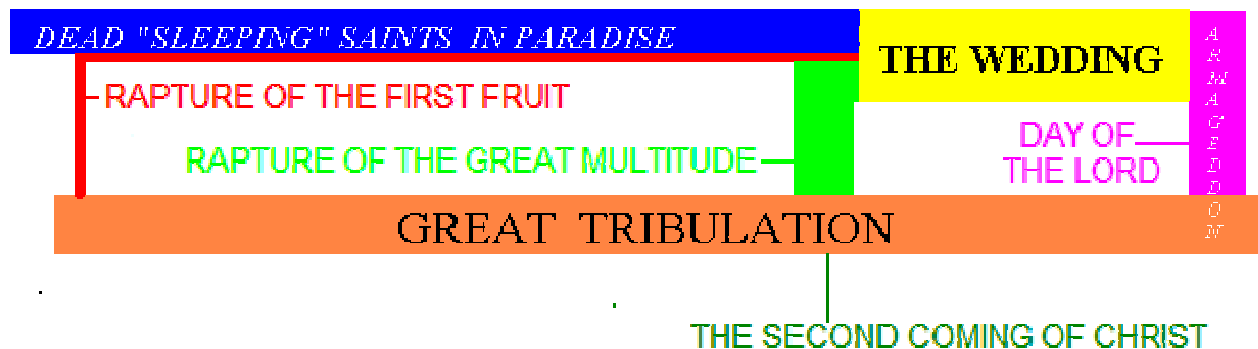 DEAD "SLEEPING" SAINTS IN PARADISE
THE WEDDING
ARMAGEDDON
RAPTURE OF THE FIRST FRUIT
RAPTURE OF THE GREAT MULTITUDE
DAY OF
THE LORD
GREAT TRIBULATION
THE SECOND COMING OF CHRIST